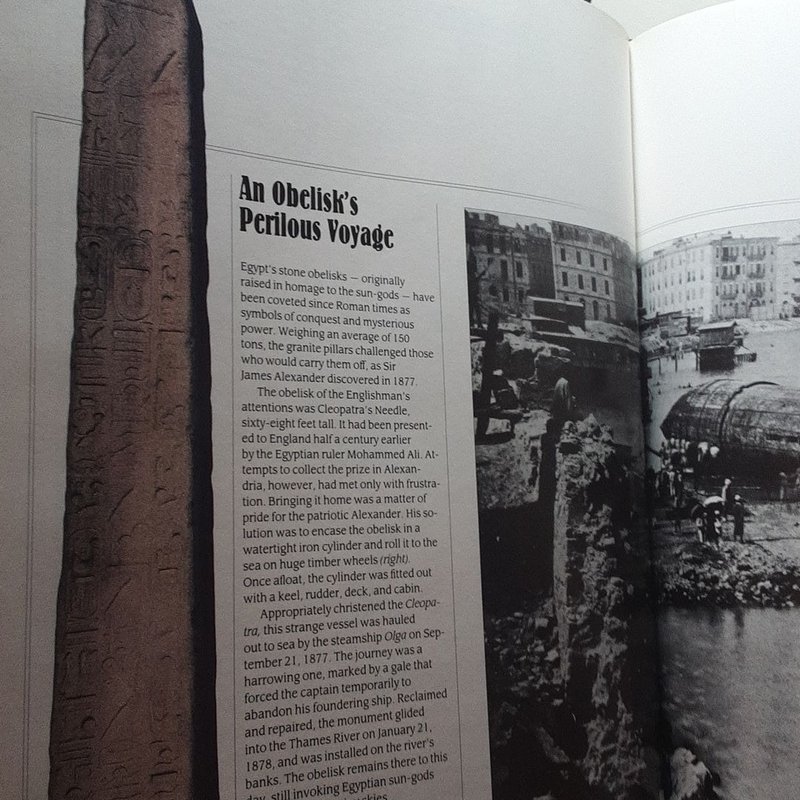 An Obelisk's
Perilous Voyage
Egypt's stone obelisks — originally
raised in homage to the sun-gods — have
been coveted since Roman times as
symbols of conquest and mysterious
power. Weighing an average of 150
tons, the granite pillars challenged those
who would carry them off, as Sir
James Alexander discovered in 1877.
The obelisk of the Englishman's
attentions was Cleopatra's Needle,
sixty-eight feet tall. It had been present-
ed to England half a century earlier
by the Egyptian ruler Mohammed Ali. At-
tempts to collect the prize in Alexan-
dria, however, had met only with frustra-
tion. Bringing it home was a matter of
pride for the patriotic Alexander. His so-
lution was to encase the obelisk in a
watertight iron cylinder and roll it to the
sea on huge timber wheels (right).
Once afloat, the cylinder was fitted out
with a keel, rudder, deck, and cabin.
Appropriately christened the Cleopa-
tra, this strange vessel was hauled
out to sea by the steamship Olga on Sep-
tember 21, 1877. The journey was a
harrowing one, marked by a gale that
forced the captain temporarily to
abandon his foundering ship. Reclaimed
and repaired, the monument glided
into the Thames River on January 21,
1878, and was installed on the river's
banks. The obelisk remains there to this
day, still invoking Egyptian sun-gods
skies.